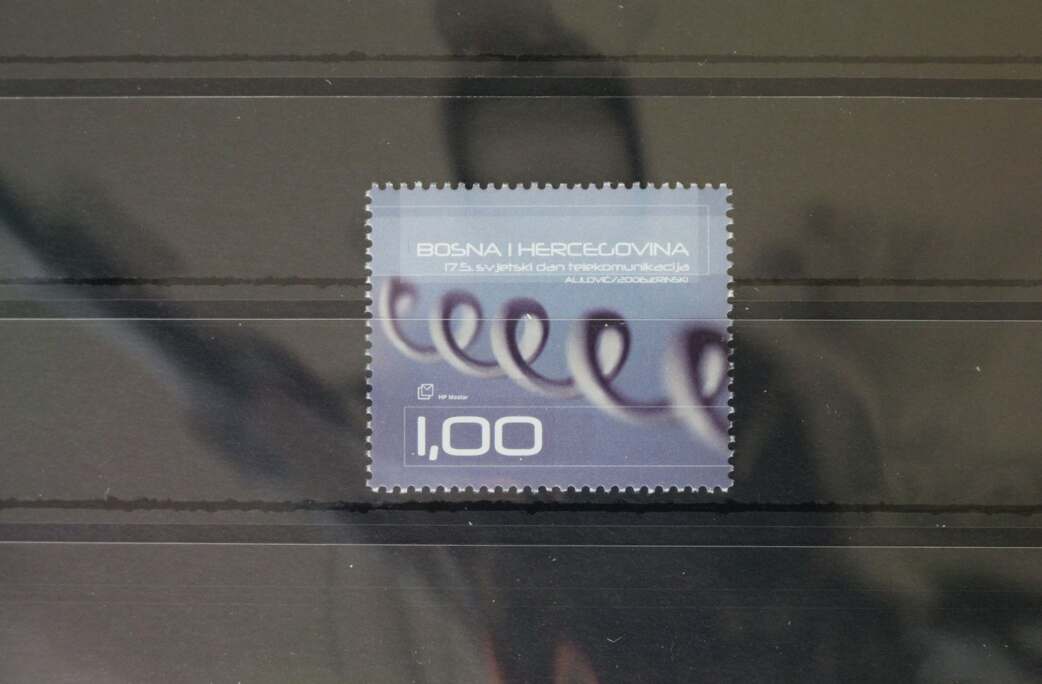 BOSNA I HERCEGOVINA
17.5. svjetski dan telekomunikacija
HP Mostar
1,00